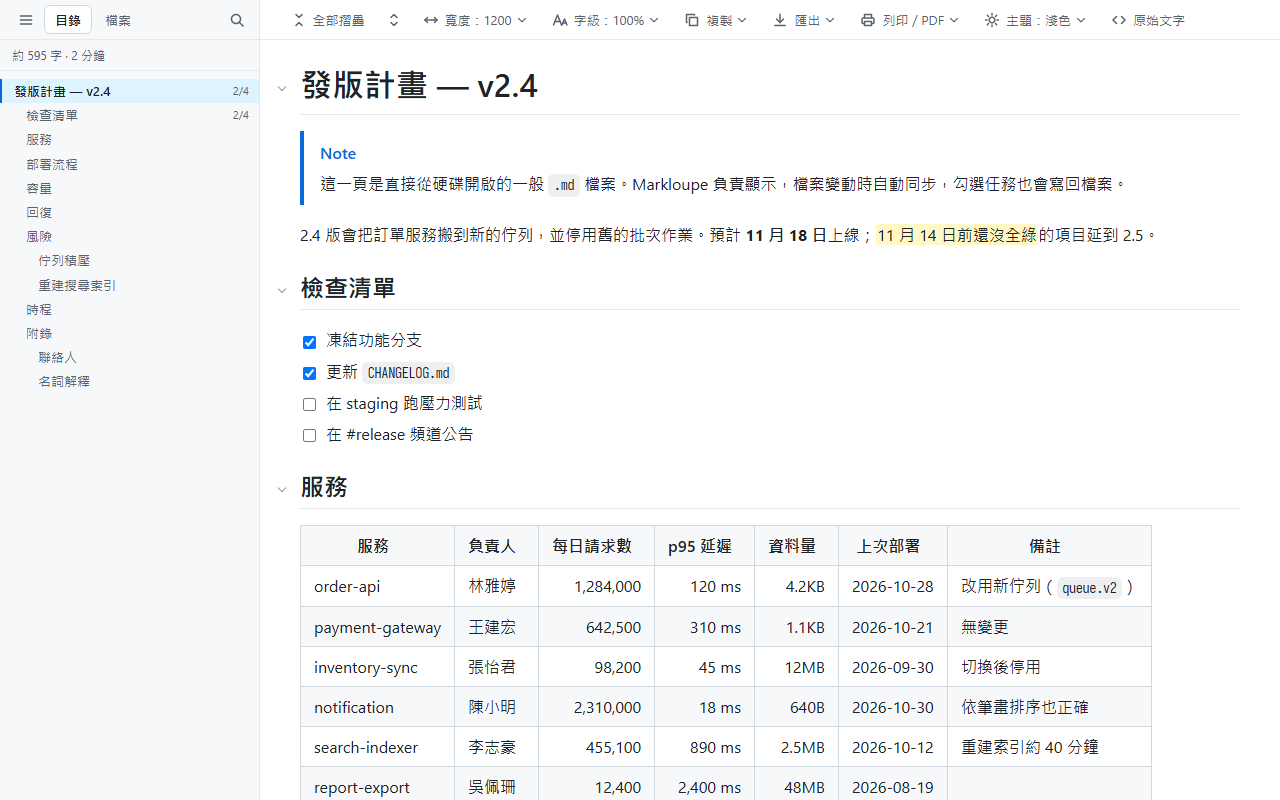 目錄 檔案
全部摺疊 寬度：1200 字級：100% 複製 匯出 列印 / PDF 主題：淺色 原始文字
約 595 字 · 2 分鐘
發版計畫 — v2.4 2/4
檢查清單 2/4
服務
部署流程
容量
回復
風險
佇列積壓
重建搜尋索引
時程
附錄
聯絡人
名詞解釋
發版計畫 — v2.4
Note
這一頁是直接從硬碟開啟的一般 .md 檔案。Markloupe 負責顯示，檔案變動時自動同步，勾選任務也會寫回檔案。
2.4 版會把訂單服務搬到新的佇列，並停用舊的批次作業。預計 11 月 18 日上線；11 月 14 日前還沒全綠的項目延到 2.5。
檢查清單
凍結功能分支
更新 CHANGELOG.md
在 staging 跑壓力測試
在 #release 頻道公告
服務
服務 負責人 每日請求數 p95 延遲 資料量 上次部署 備註
order-api 林雅婷 1,284,000 120 ms 4.2KB 2026-10-28 改用新佇列（queue.v2）
payment-gateway 王建宏 642,500 310 ms 1.1KB 2026-10-21 無變更
inventory-sync 張怡君 98,200 45 ms 12MB 2026-09-30 切換後停用
notification 陳小明 2,310,000 18 ms 640B 2026-10-30 依筆畫排序也正確
search-indexer 李志豪 455,100 890 ms 2.5MB 2026-10-12 重建索引約 40 分鐘
report-export 吳佩珊 12,400 2,400 ms 48MB 2026-08-19